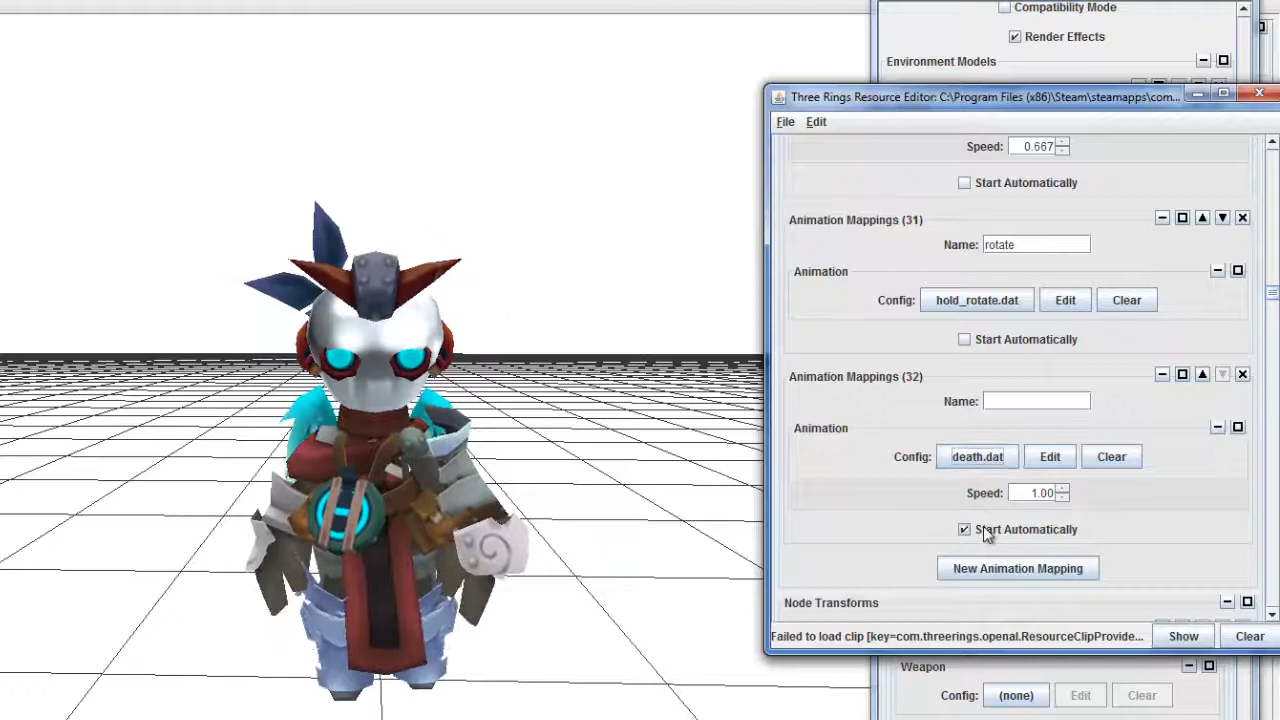 Compatibility Mode
Render Effects
Environment Models
Three Rings Resource Editor: C:\Program Files (x86)\Steam\steamapps\com...
File Edit
Speed: 0.667
Start Automatically
Animation Mappings (31)
Name: rotate
Animation
Config: hold_rotate.dat Edit Clear
Start Automatically
Animation Mappings (32)
Name:
Animation
Config: death.dat Edit Clear
Speed: 1.00
Start Automatically
New Animation Mapping
Node Transforms
Failed to load clip [key=com.threerings.openal.ResourceClipProvide... Show Clear
Weapon
Config: (none) Edit Clear